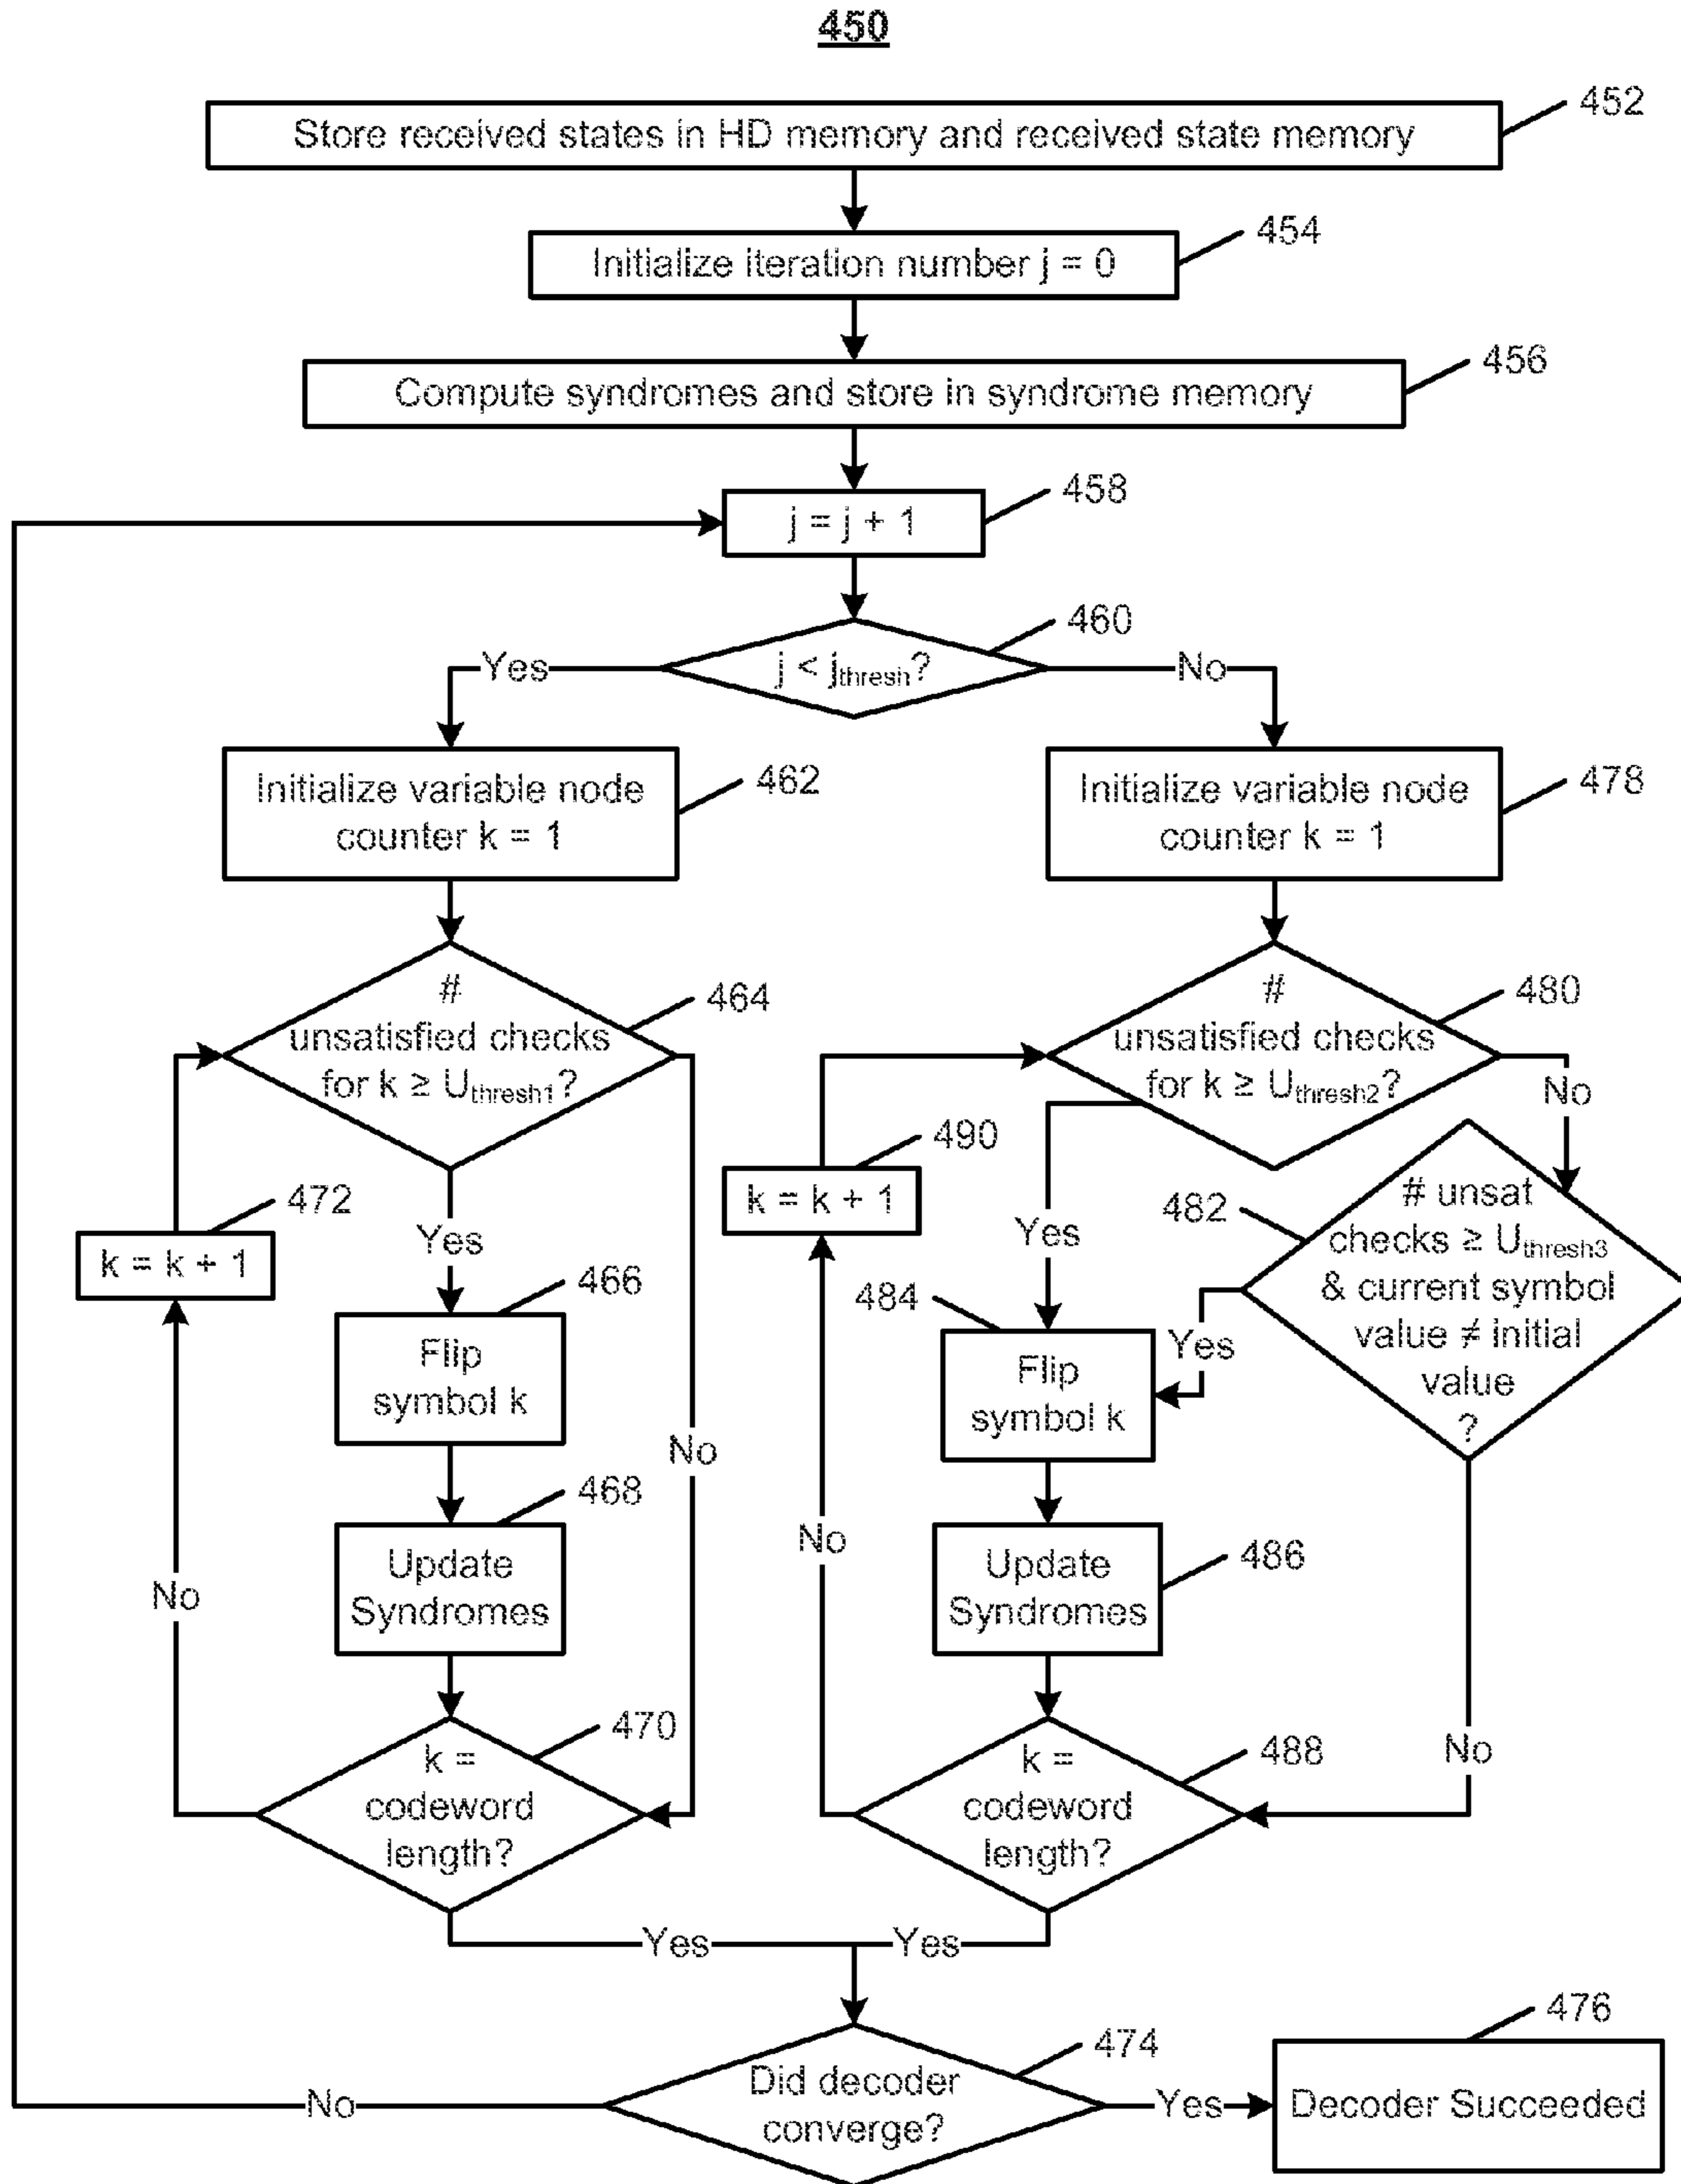 450
Store received states in HD memory and received state memory
452
Initialize iteration number j = 0
454
Compute syndromes and store in syndrome memory
456
j = j + 1
458
j < jthresh?
460
Yes
No
Initialize variable node
counter k = 1
462
Initialize variable node
counter k = 1
478
#
unsatisfied checks
for k ≥ Uthresh1?
464
#
unsatisfied checks
for k ≥ Uthresh2?
480
No
k = k + 1
472
Yes
No
k = k + 1
490
Yes
482
# unsat
checks ≥ Uthresh3
& current symbol
value ≠ initial
value
?
Yes
466
Flip
symbol k
484
Flip
symbol k
468
Update
Syndromes
486
Update
Syndromes
No
No
No
470
k =
codeword
length?
488
k =
codeword
length?
Yes
Yes
474
Did decoder
converge?
No
Yes
476
Decoder Succeeded